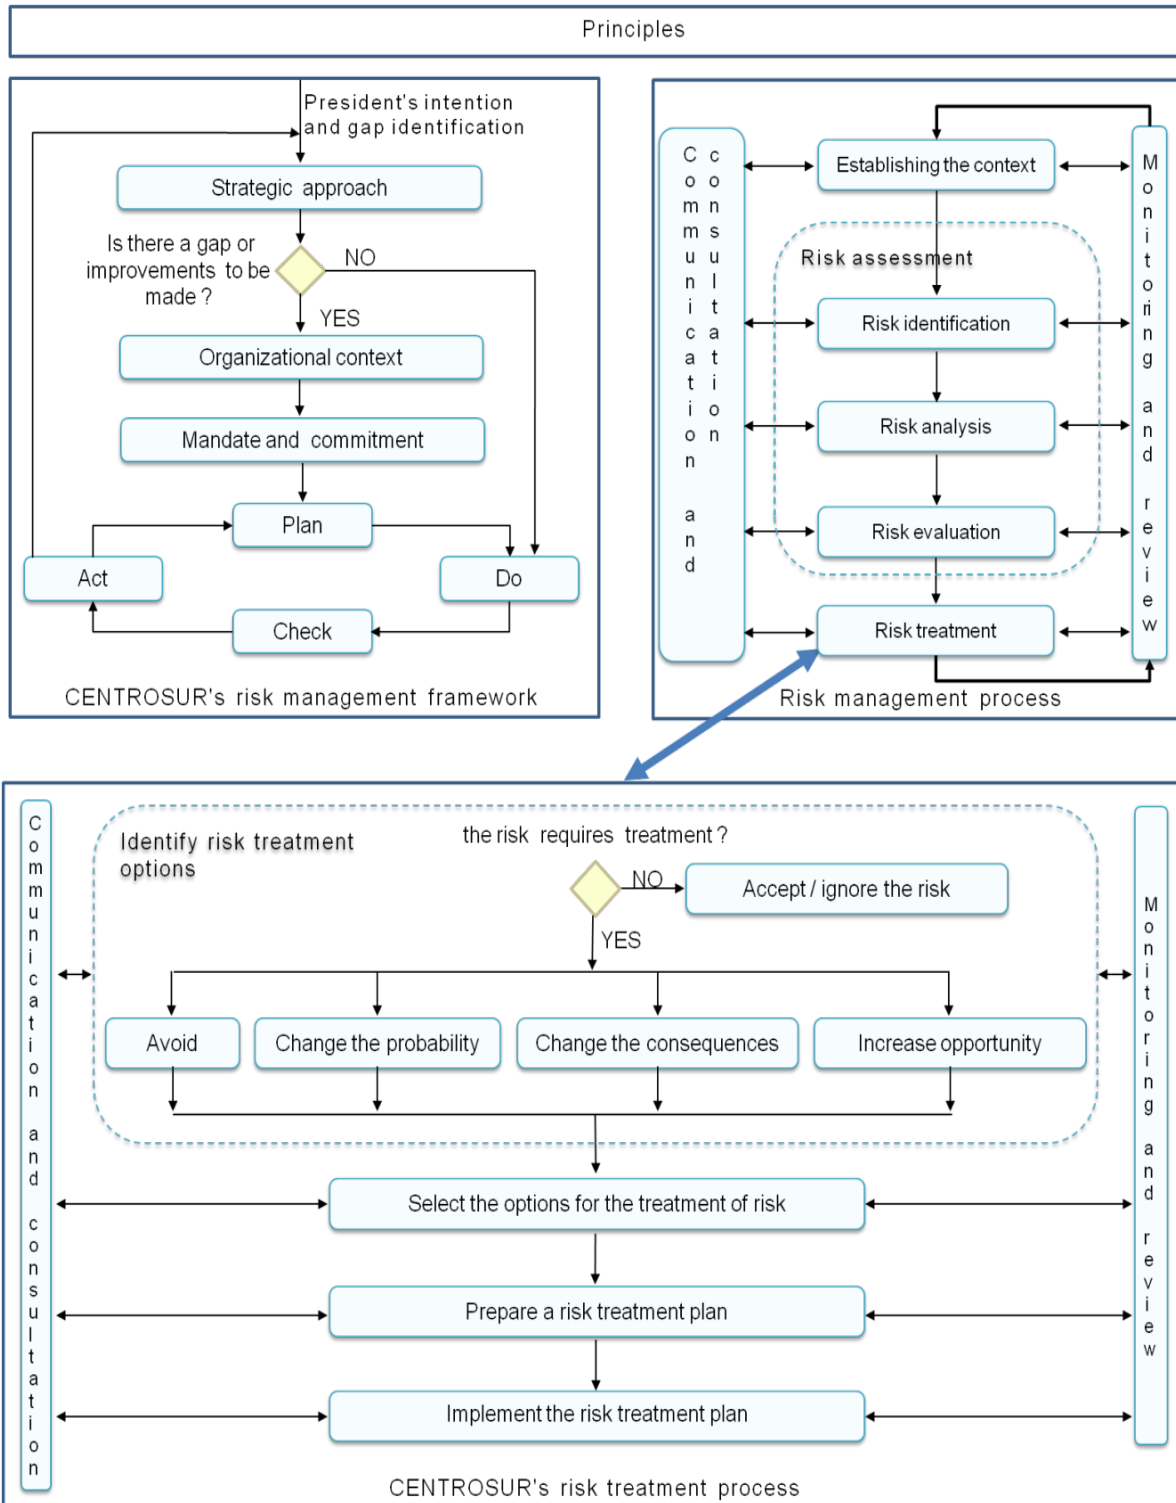 Principles
President's intention
and gap identification
Strategic approach
Is there a gap or
improvements to be
made ?
NO
YES
Organizational context
Mandate and commitment
Plan
Act
Do
Check
CENTROSUR's risk management framework
Communication and
consultation
Establishing the context
Risk assessment
Risk identification
Risk analysis
Risk evaluation
Risk treatment
Monitoring and review
Risk management process
Communication and consultation
Identify risk treatment
options
the risk requires treatment ?
NO
Accept / ignore the risk
YES
Avoid
Change the probability
Change the consequences
Increase opportunity
Select the options for the treatment of risk
Prepare a risk treatment plan
Implement the risk treatment plan
Monitoring and review
CENTROSUR's risk treatment process